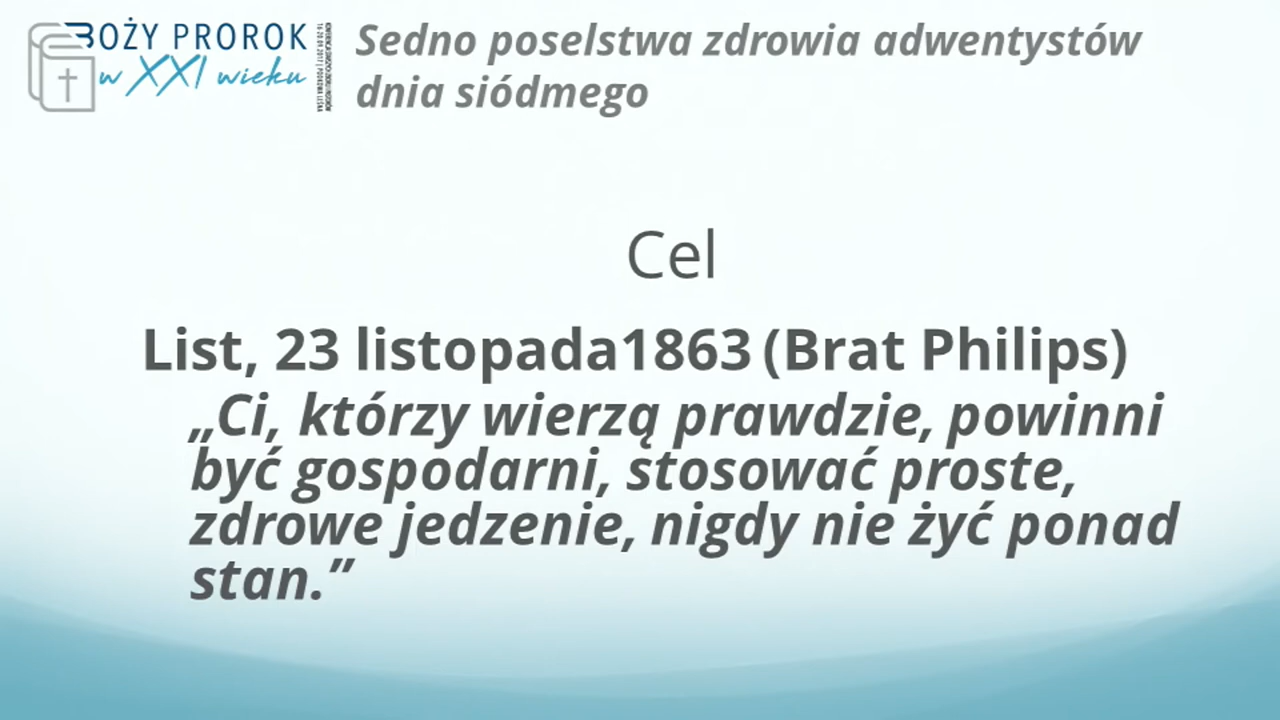 BOŻY PROROK
w XXI wieku
Sedno poselstwa zdrowia adwentystów
dnia siódmego
Cel
List, 23 listopada1863 (Brat Philips)
„Ci, którzy wierzą prawdzie, powinni
być gospodarni, stosować proste,
zdrowe jedzenie, nigdy nie żyć ponad
stan.”